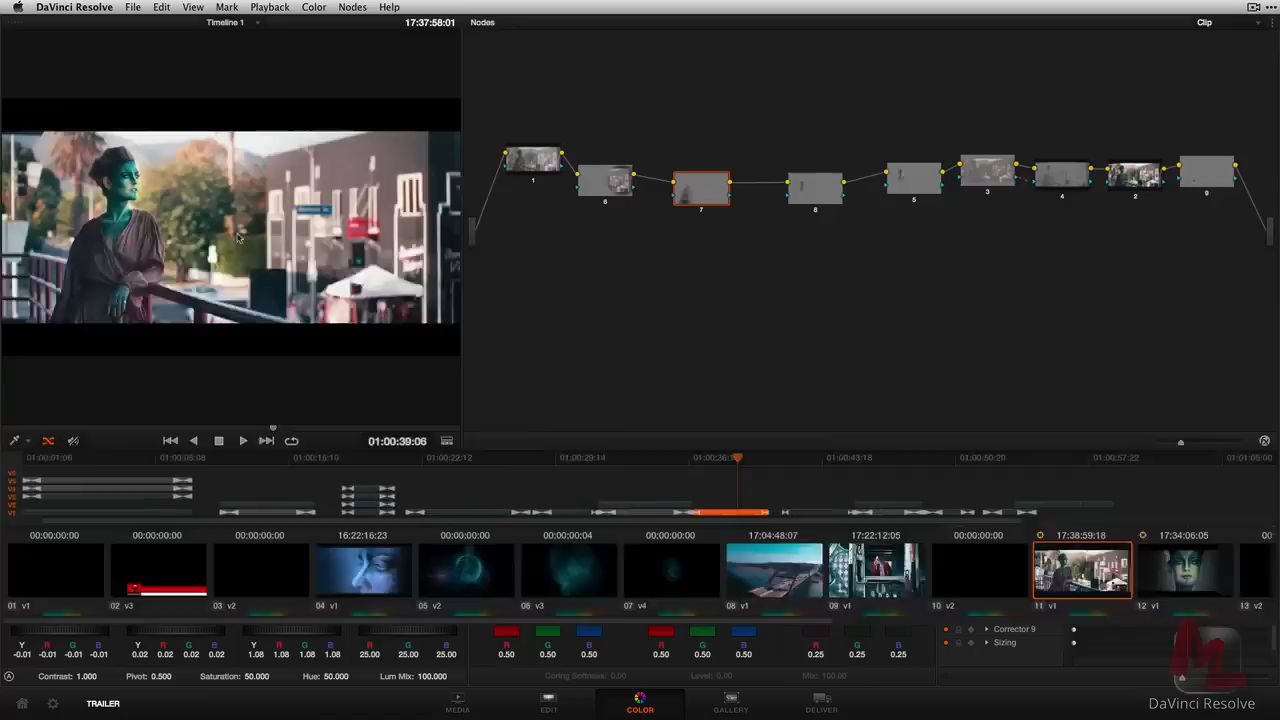 DaVinci Resolve File Edit View Mark Playback Color Nodes Help
Timeline 1 17:37:58:01 Nodes Clip
1 6 7 8 5 3 4 2 9
01:00:39:06
01:00:01:06 01:00:08:08 01:00:15:10 01:00:22:12 01:00:29:14 01:00:36: 01:00:43:18 01:00:50:20 01:00:57:22 01:01:05:00
V2
V1
00:00:00:00 00:00:00:00 00:00:00:00 16:22:16:23 00:00:00:00 00:00:00:04 00:00:00:00 17:04:48:07 17:22:12:05 00:00:00:00 17:38:59:18 17:34:06:05 00
01 v1 02 v3 03 v2 04 v1 05 v2 06 v3 07 v4 08 v1 09 v1 10 v2 11 v1 12 v1 13 v2
Corrector 9
Sizing
Y R G B Y R G B Y R G B R G B R G B R G B R G B
-0.01 -0.01 -0.01 -0.01 0.02 0.02 0.02 0.02 1.08 1.08 1.08 1.08 25.00 25.00 25.00 0.50 0.50 0.50 0.50 0.50 0.50 0.25 0.25 0.25
A Contrast: 1.000 Pivot: 0.500 Saturation: 50.000 Hue: 50.000 Lum Mix: 100.000 Coring Softness: 0.00 Level: 0.00 Mix: 100.00
TRAILER MEDIA EDIT COLOR GALLERY DELIVER
DaVinci Resolve